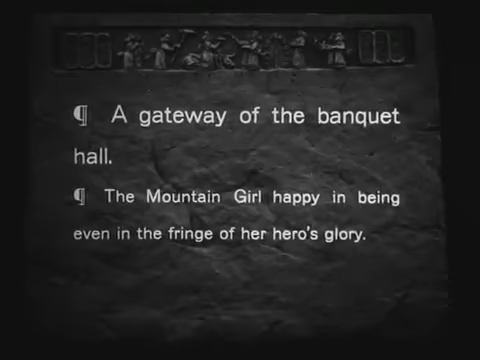 ¶ A gateway of the banquet
hall.
¶ The Mountain Girl happy in being
even in the fringe of her hero's glory.